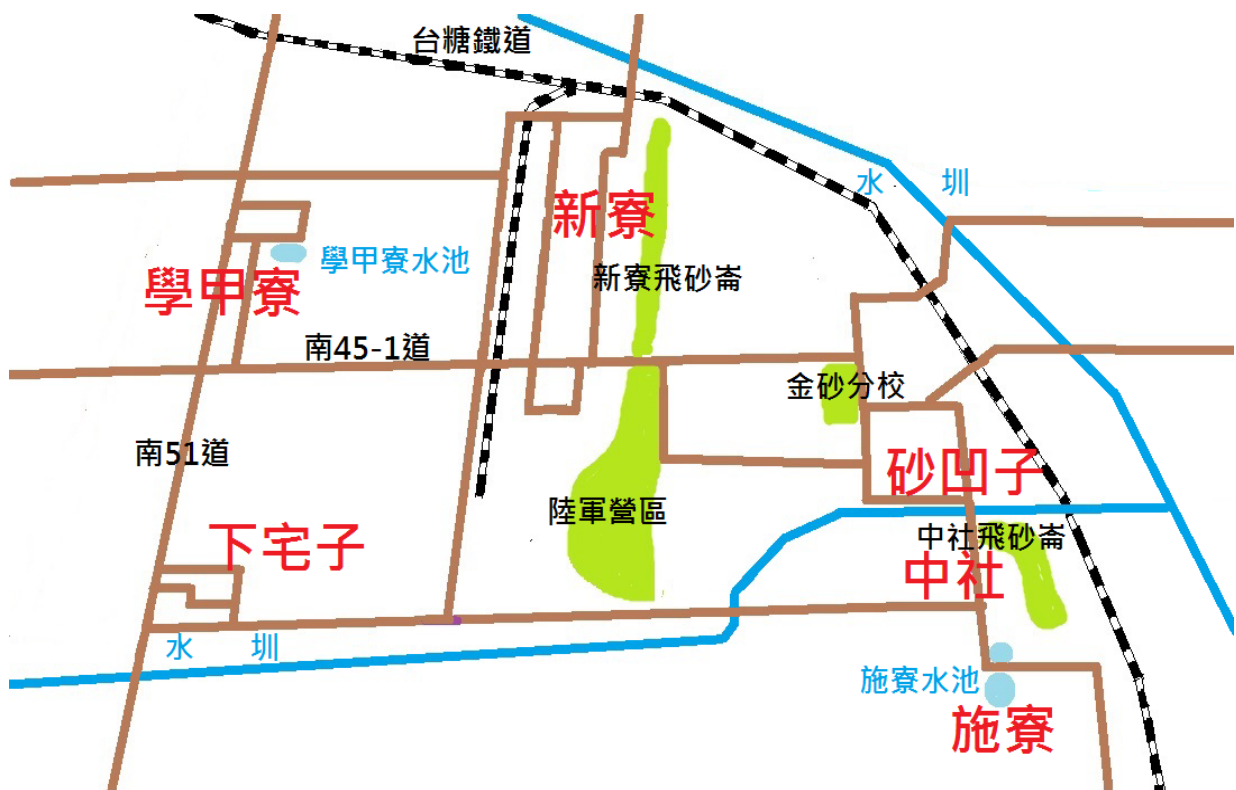 台糖鐵道
水 圳
新寮
學甲寮水池
學甲寮
新寮飛砂崙
南45-1道
金砂分校
南51道
砂凹子
陸軍營區
下宅子
中社飛砂崙
中社
水 圳
施寮水池
施寮